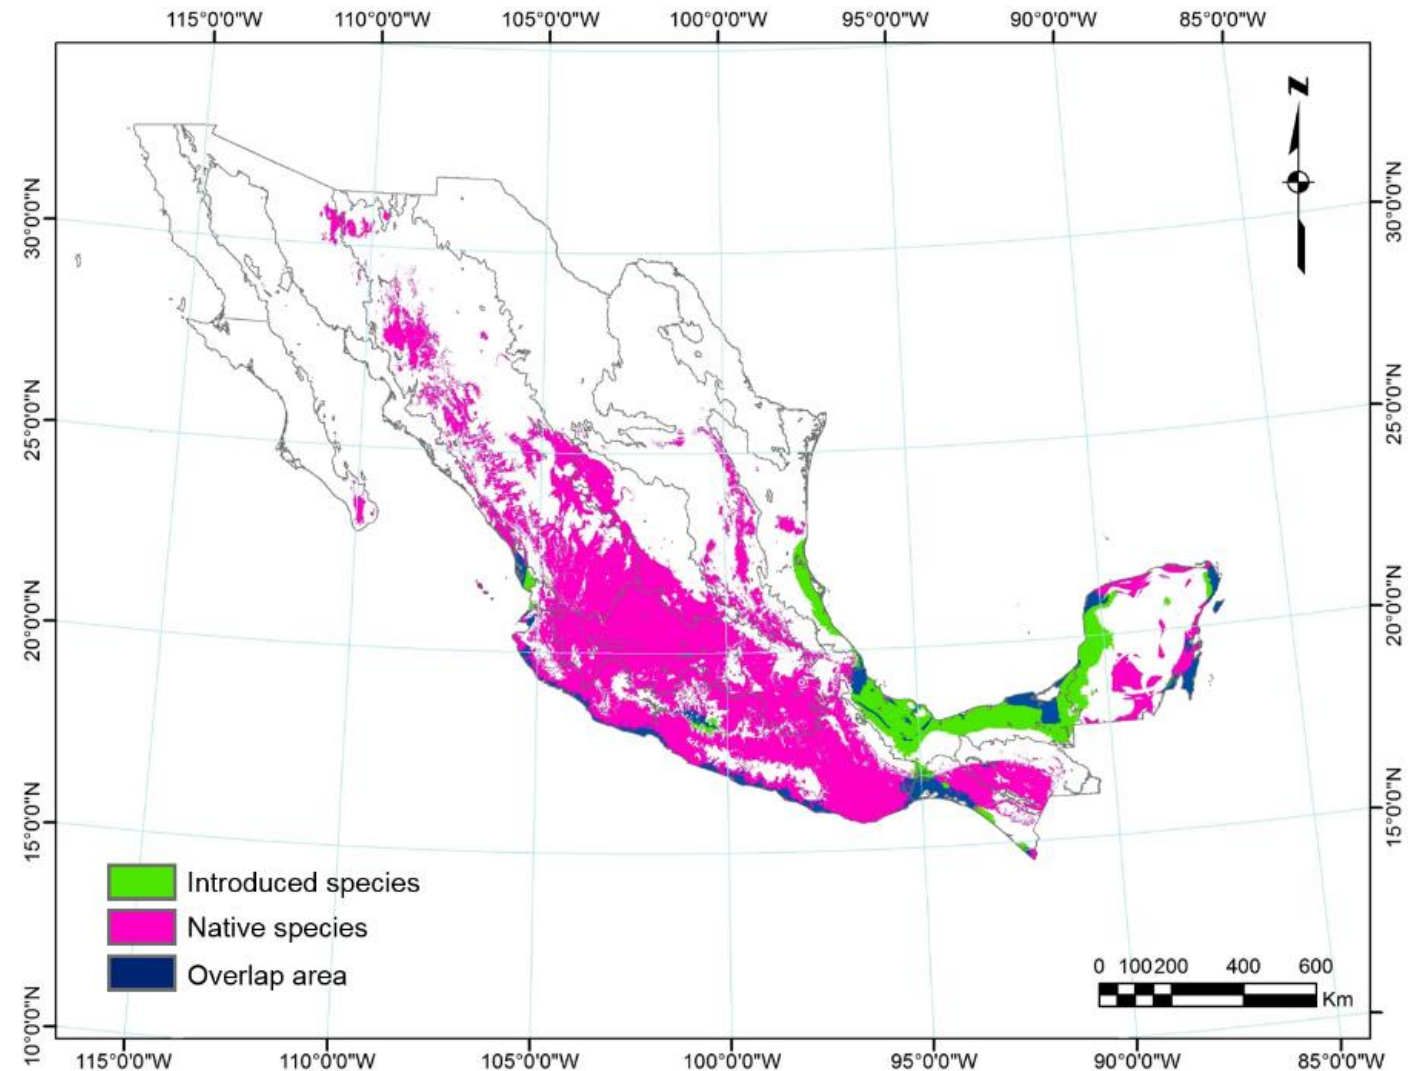 115°0'0"W 110°0'0"W 105°0'0"W 100°0'0"W 95°0'0"W 90°0'0"W 85°0'0"W
N
30°0'0"N 30°0'0"N
25°0'0"N 25°0'0"N
20°0'0"N 20°0'0"N
15°0'0"N 15°0'0"N
10°0'0"N
Introduced species
Native species
Overlap area
0 100 200 400 600
Km
115°0'0"W 110°0'0"W 105°0'0"W 100°0'0"W 95°0'0"W 90°0'0"W 85°0'0"W